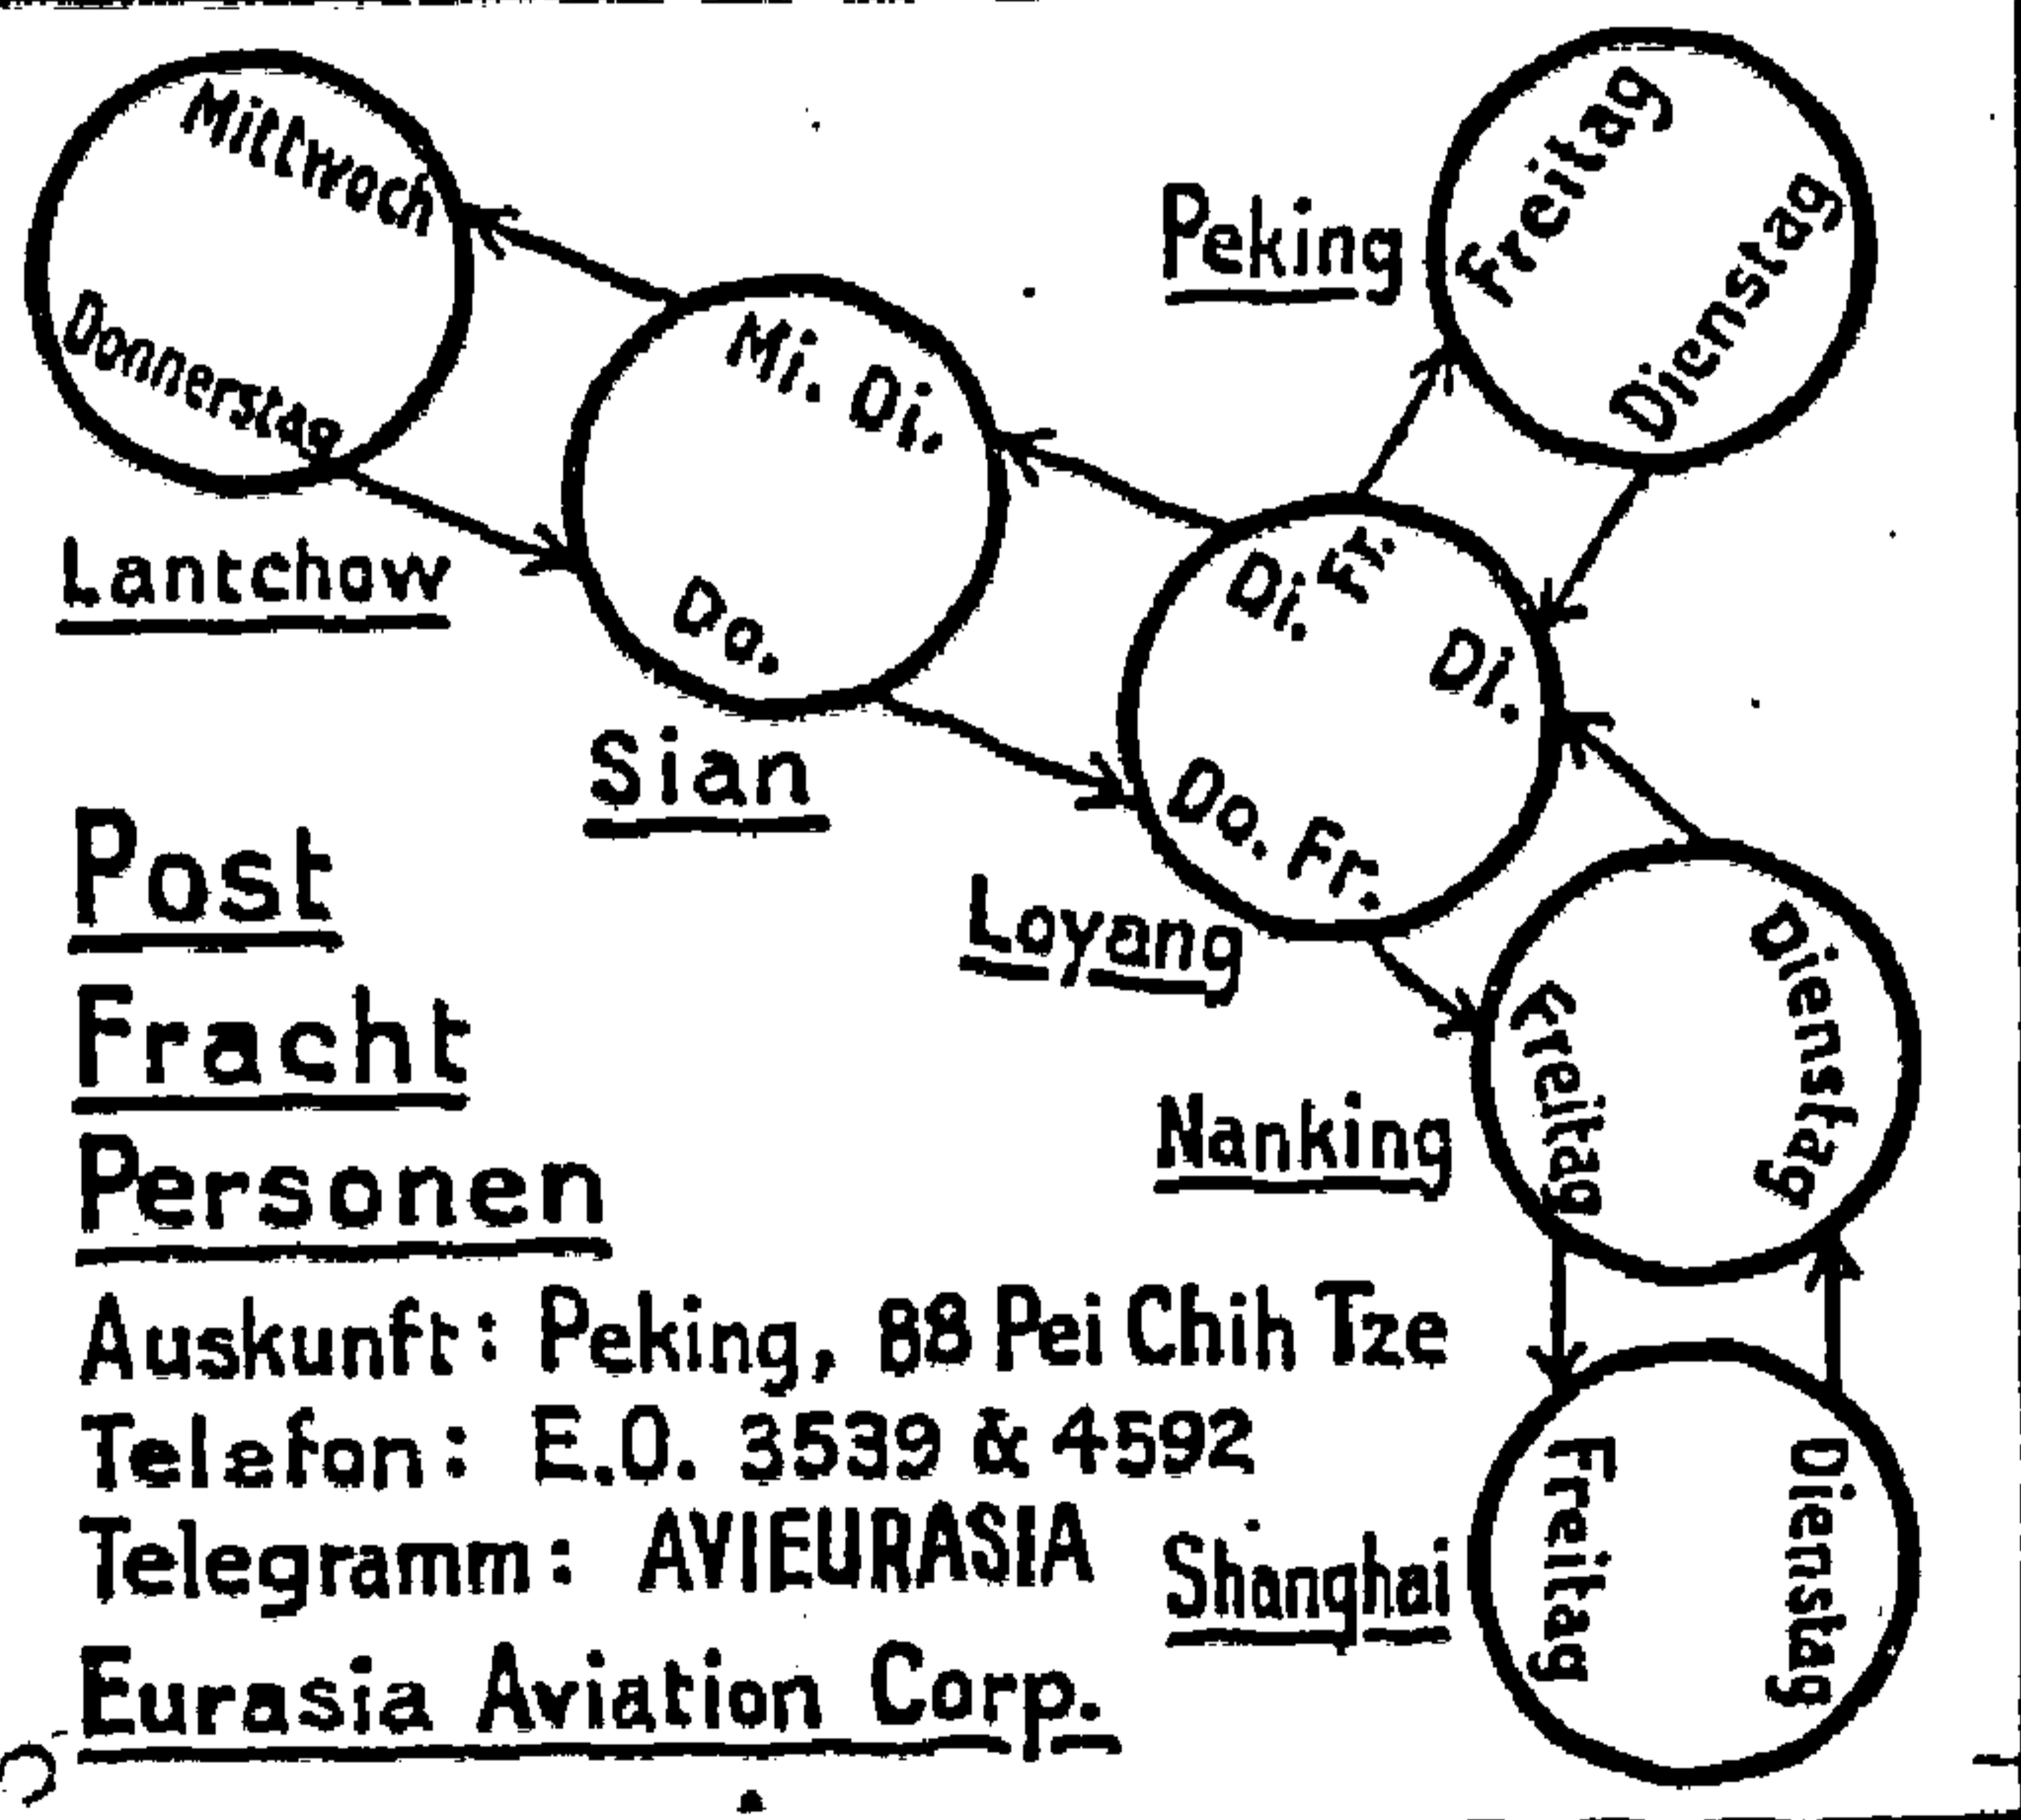 Mittwoch
Donnerstag
Lantchow
Mi. Di.
Do.
Sian
Peking
Freitag
Dienstag
Di. Fr.
Di.
Do. Fr.
Loyang
Dienstag
Freitag
Nanking
Freitag
Dienstag
Shanghai
Post
Fracht
Personen
Auskunft: Peking, 88 Pei Chih Tze
Telefon: E.O. 3539 & 4592
Telegramm: AVIEURASIA
Eurasia Aviation Corp.